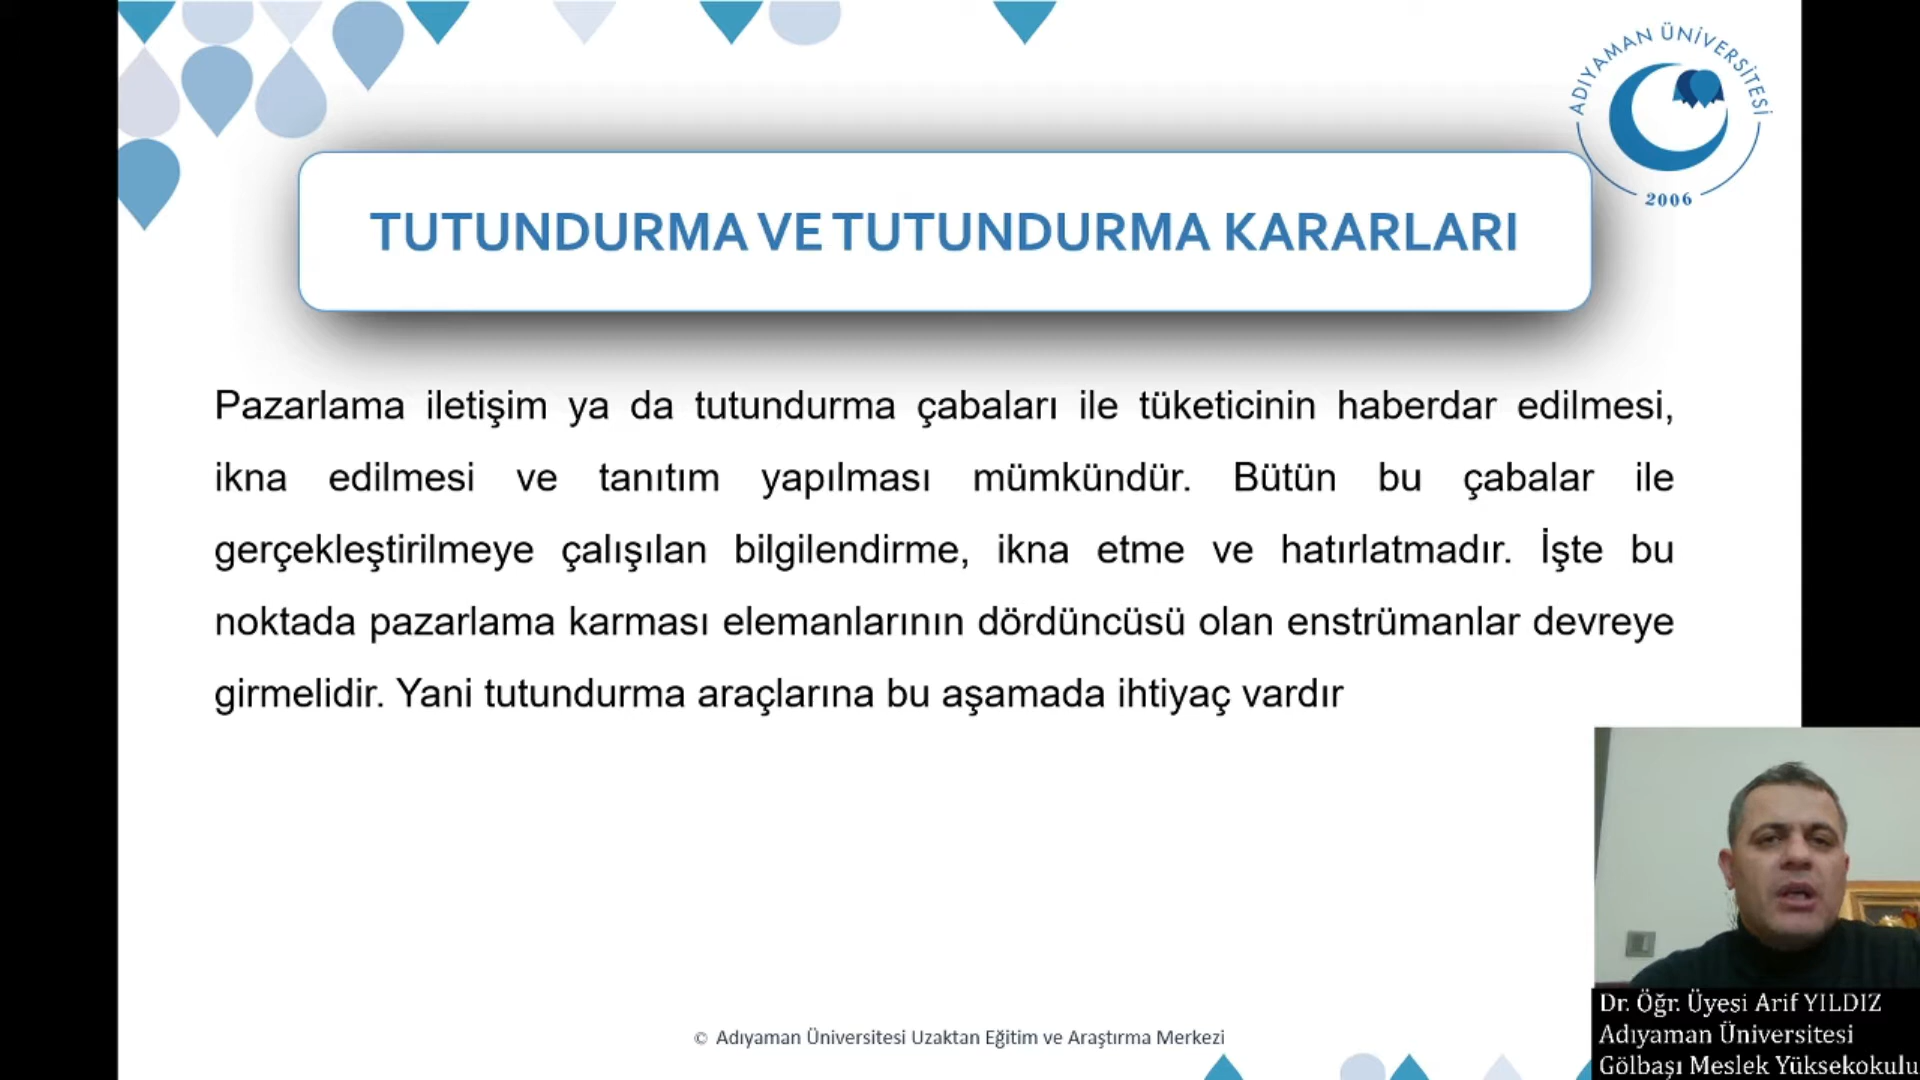 ADIYAMAN ÜNİVERSİTESİ
2006
TUTUNDURMA VE TUTUNDURMA KARARLARI
Pazarlama iletişim ya da tutundurma çabaları ile tüketicinin haberdar edilmesi,
ikna edilmesi ve tanıtım yapılması mümkündür. Bütün bu çabalar ile
gerçekleştirilmeye çalışılan bilgilendirme, ikna etme ve hatırlatmadır. İşte bu
noktada pazarlama karması elemanlarının dördüncüsü olan enstrümanlar devreye
girmelidir. Yani tutundurma araçlarına bu aşamada ihtiyaç vardır
Dr. Öğr. Üyesi Arif YILDIZ
Adıyaman Üniversitesi
Gölbaşı Meslek Yüksekokulu
© Adıyaman Üniversitesi Uzaktan Eğitim ve Araştırma Merkezi